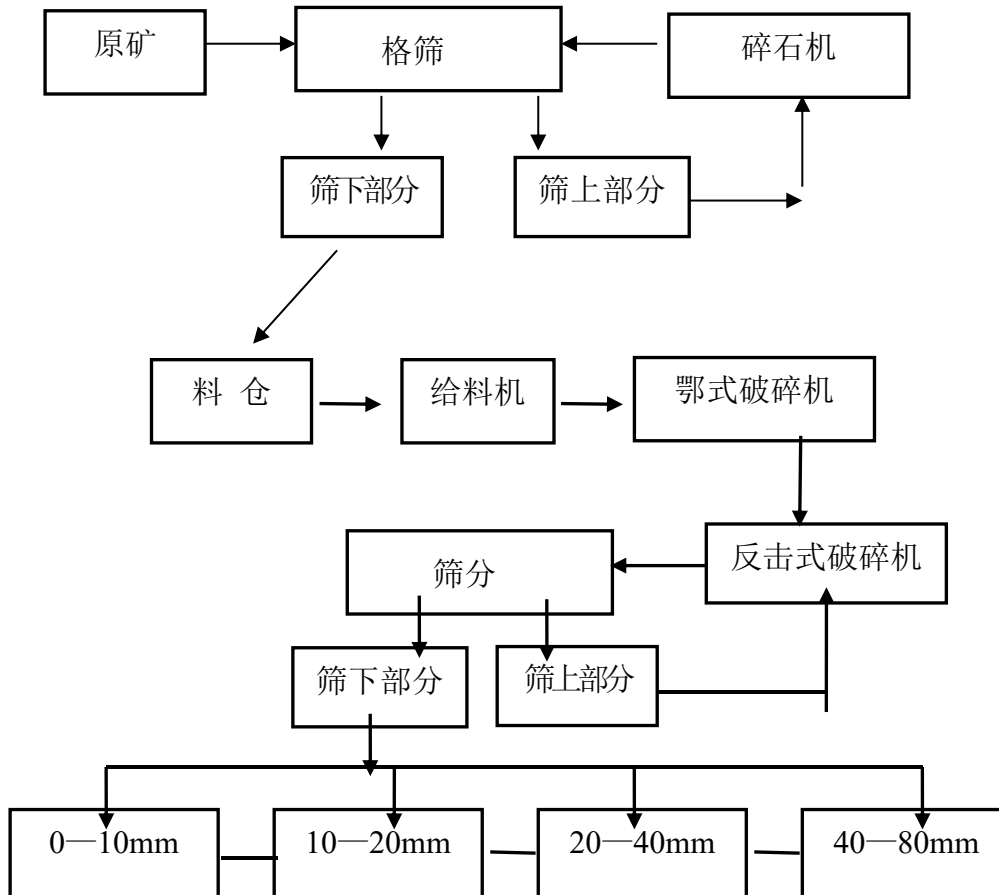 原矿
格筛
碎石机
筛下部分
筛上部分
料 仓
给料机
鄂式破碎机
反击式破碎机
筛分
筛下部分
筛上部分
0—10mm
10—20mm
20—40mm
40—80mm